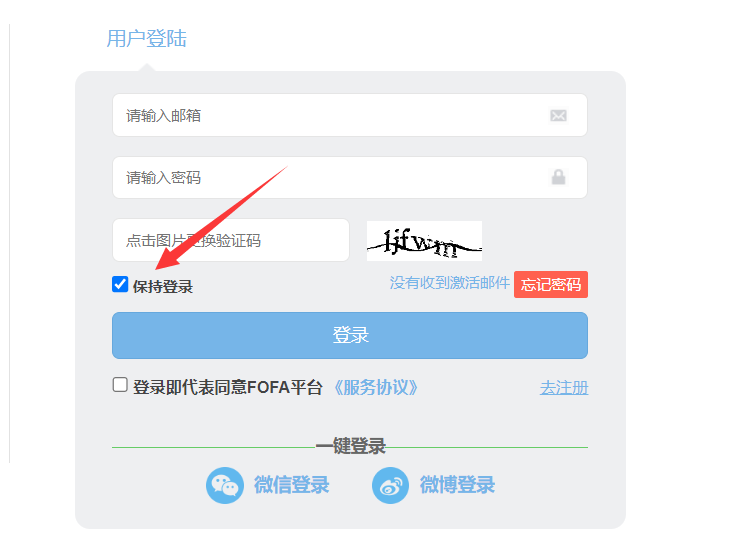 用户登陆
请输入邮箱
请输入密码
点击图片更换验证码 ljfwm
保持登录 没有收到激活邮件 忘记密码
登录
登录即代表同意FOFA平台 《服务协议》 去注册
一键登录
微信登录 微博登录